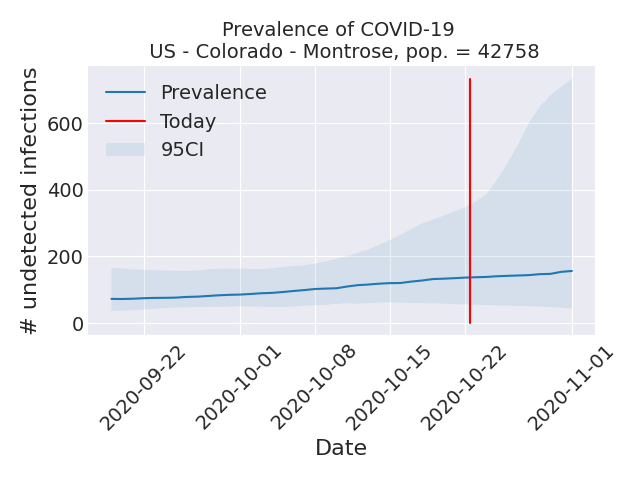 Prevalence of COVID-19
US - Colorado - Montrose, pop. = 42758
# undetected infections
600
400
200
0
Prevalence
Today
95CI
2020-09-22
2020-10-01
2020-10-08
2020-10-15
2020-10-22
2020-11-01
Date